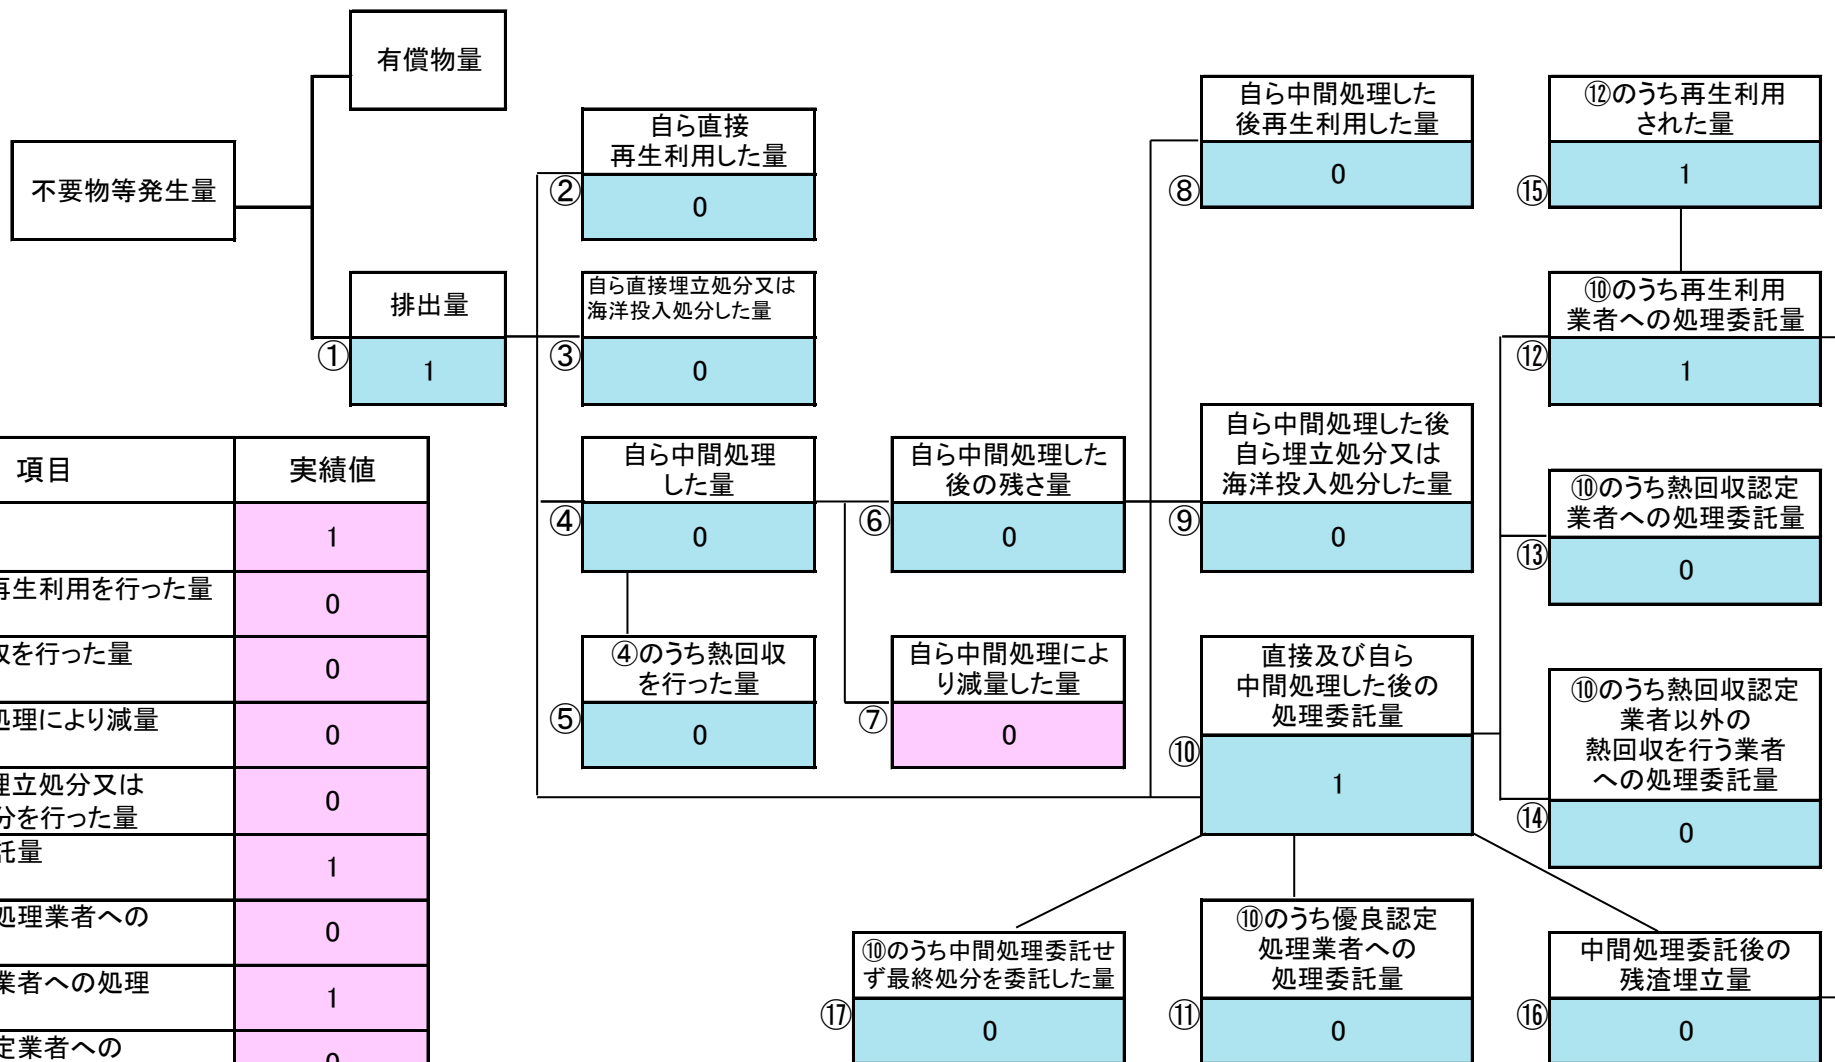 有償物量
不要物等発生量
排出量
①
1
自ら直接
再生利用した量
②
0
自ら直接埋立処分又は
海洋投入処分した量
③
0
自ら中間処理
した量
④
0
④のうち熱回収
を行った量
⑤
0
自ら中間処理した
後の残さ量
⑥
0
自ら中間処理によ
り減量した量
⑦
0
自ら中間処理した
後再生利用した量
⑧
0
自ら中間処理した後
自ら埋立処分又は
海洋投入処分した量
⑨
0
直接及び自ら
中間処理した後の
処理委託量
⑩
1
⑫のうち再生利用
された量
⑮
1
⑩のうち再生利用
業者への処理委託量
⑫
1
⑩のうち熱回収認定
業者への処理委託量
⑬
0
⑩のうち熱回収認定
業者以外の
熱回収を行う業者
への処理委託量
⑭
0
⑩のうち中間処理委託せ
ず最終処分を委託した量
⑰
0
⑩のうち優良認定
処理業者への
処理委託量
⑪
0
中間処理委託後の
残渣埋立量
⑯
0
項目 実績値
1
再生利用を行った量
0
を行った量
0
処理により減量
0
埋立処分又は
分を行った量
0
託量
1
処理業者への
0
業者への処理
1
定業者への
0